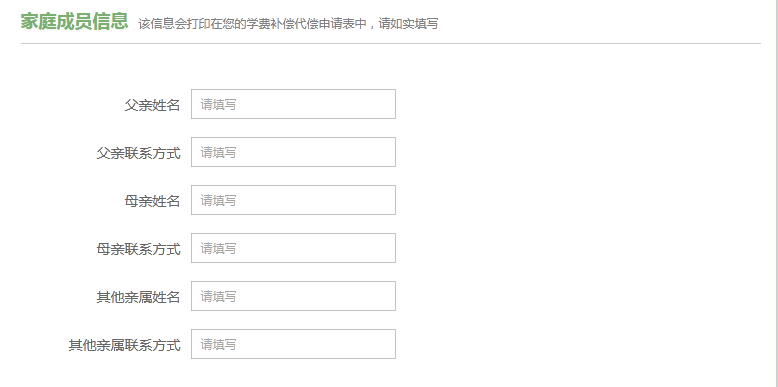 家庭成员信息 该信息会打印在您的学费补偿代偿申请表中，请如实填写
父亲姓名 请填写
父亲联系方式 请填写
母亲姓名 请填写
母亲联系方式 请填写
其他亲属姓名 请填写
其他亲属联系方式 请填写